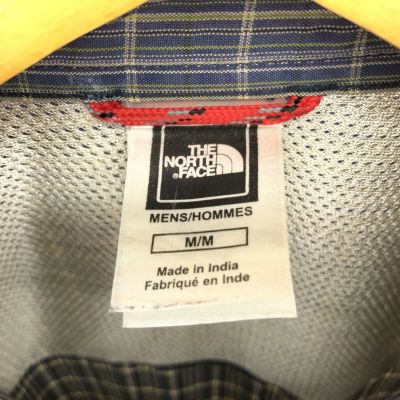 THE
NORTH
FACE
MENS/HOMMES
M/M
Made in india
Fabriqué en Inde